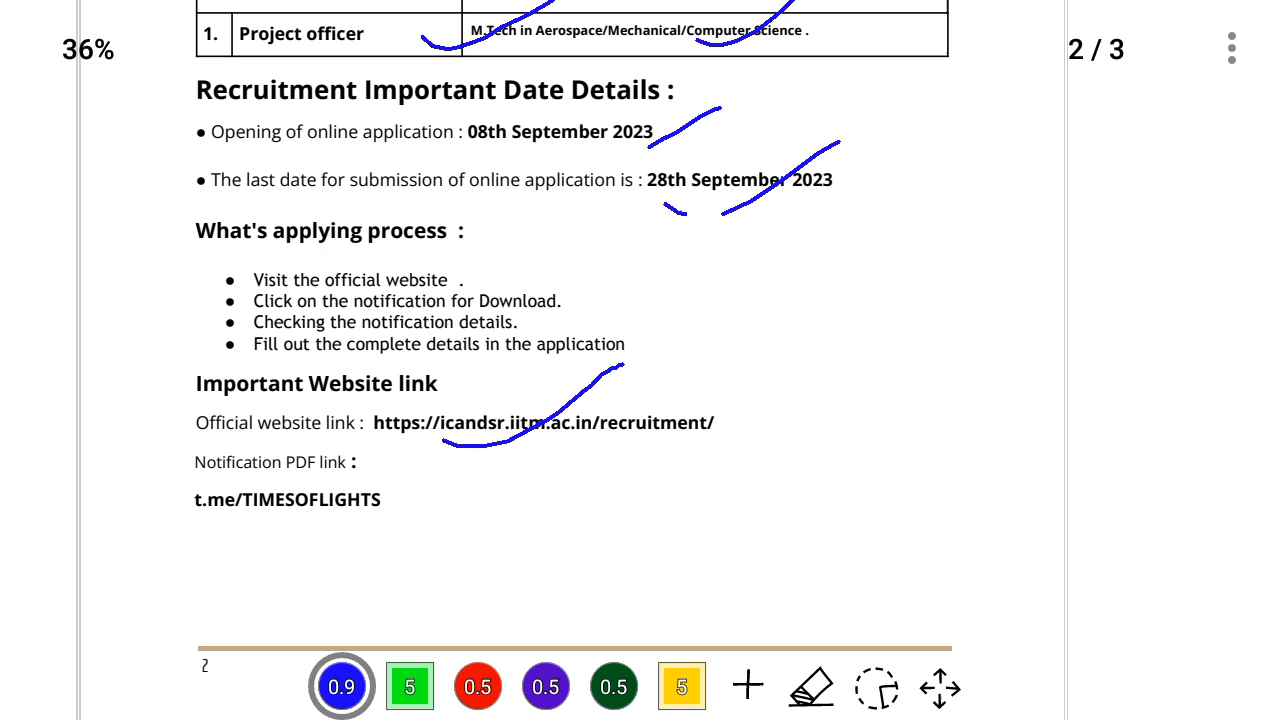 1. Project officer M.Tech in Aerospace/Mechanical/Computer Science .
36%
2 / 3
Recruitment Important Date Details :
● Opening of online application : 08th September 2023
● The last date for submission of online application is : 28th September 2023
What's applying process :
● Visit the official website .
● Click on the notification for Download.
● Checking the notification details.
● Fill out the complete details in the application
Important Website link
Official website link : https://icandsr.iitm.ac.in/recruitment/
Notification PDF link :
t.me/TIMESOFLIGHTS
2
0.9 5 0.5 0.5 0.5 5